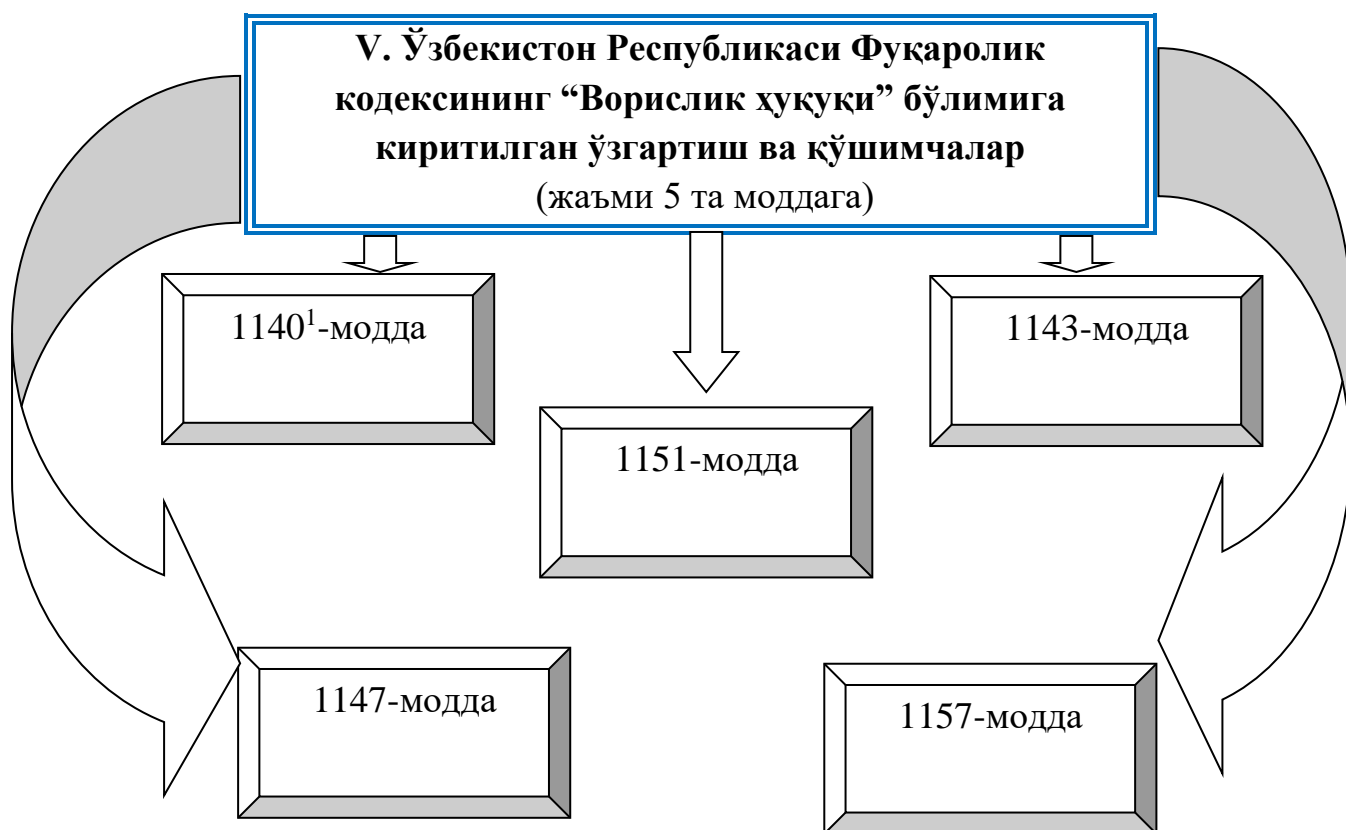 V. Ўзбекистон Республикаси Фуқаролик
кодексининг “Ворислик ҳуқуқи” бўлимига
киритилган ўзгартиш ва қўшимчалар
(жаъми 5 та моддага)
1140¹-модда
1143-модда
1151-модда
1147-модда
1157-модда